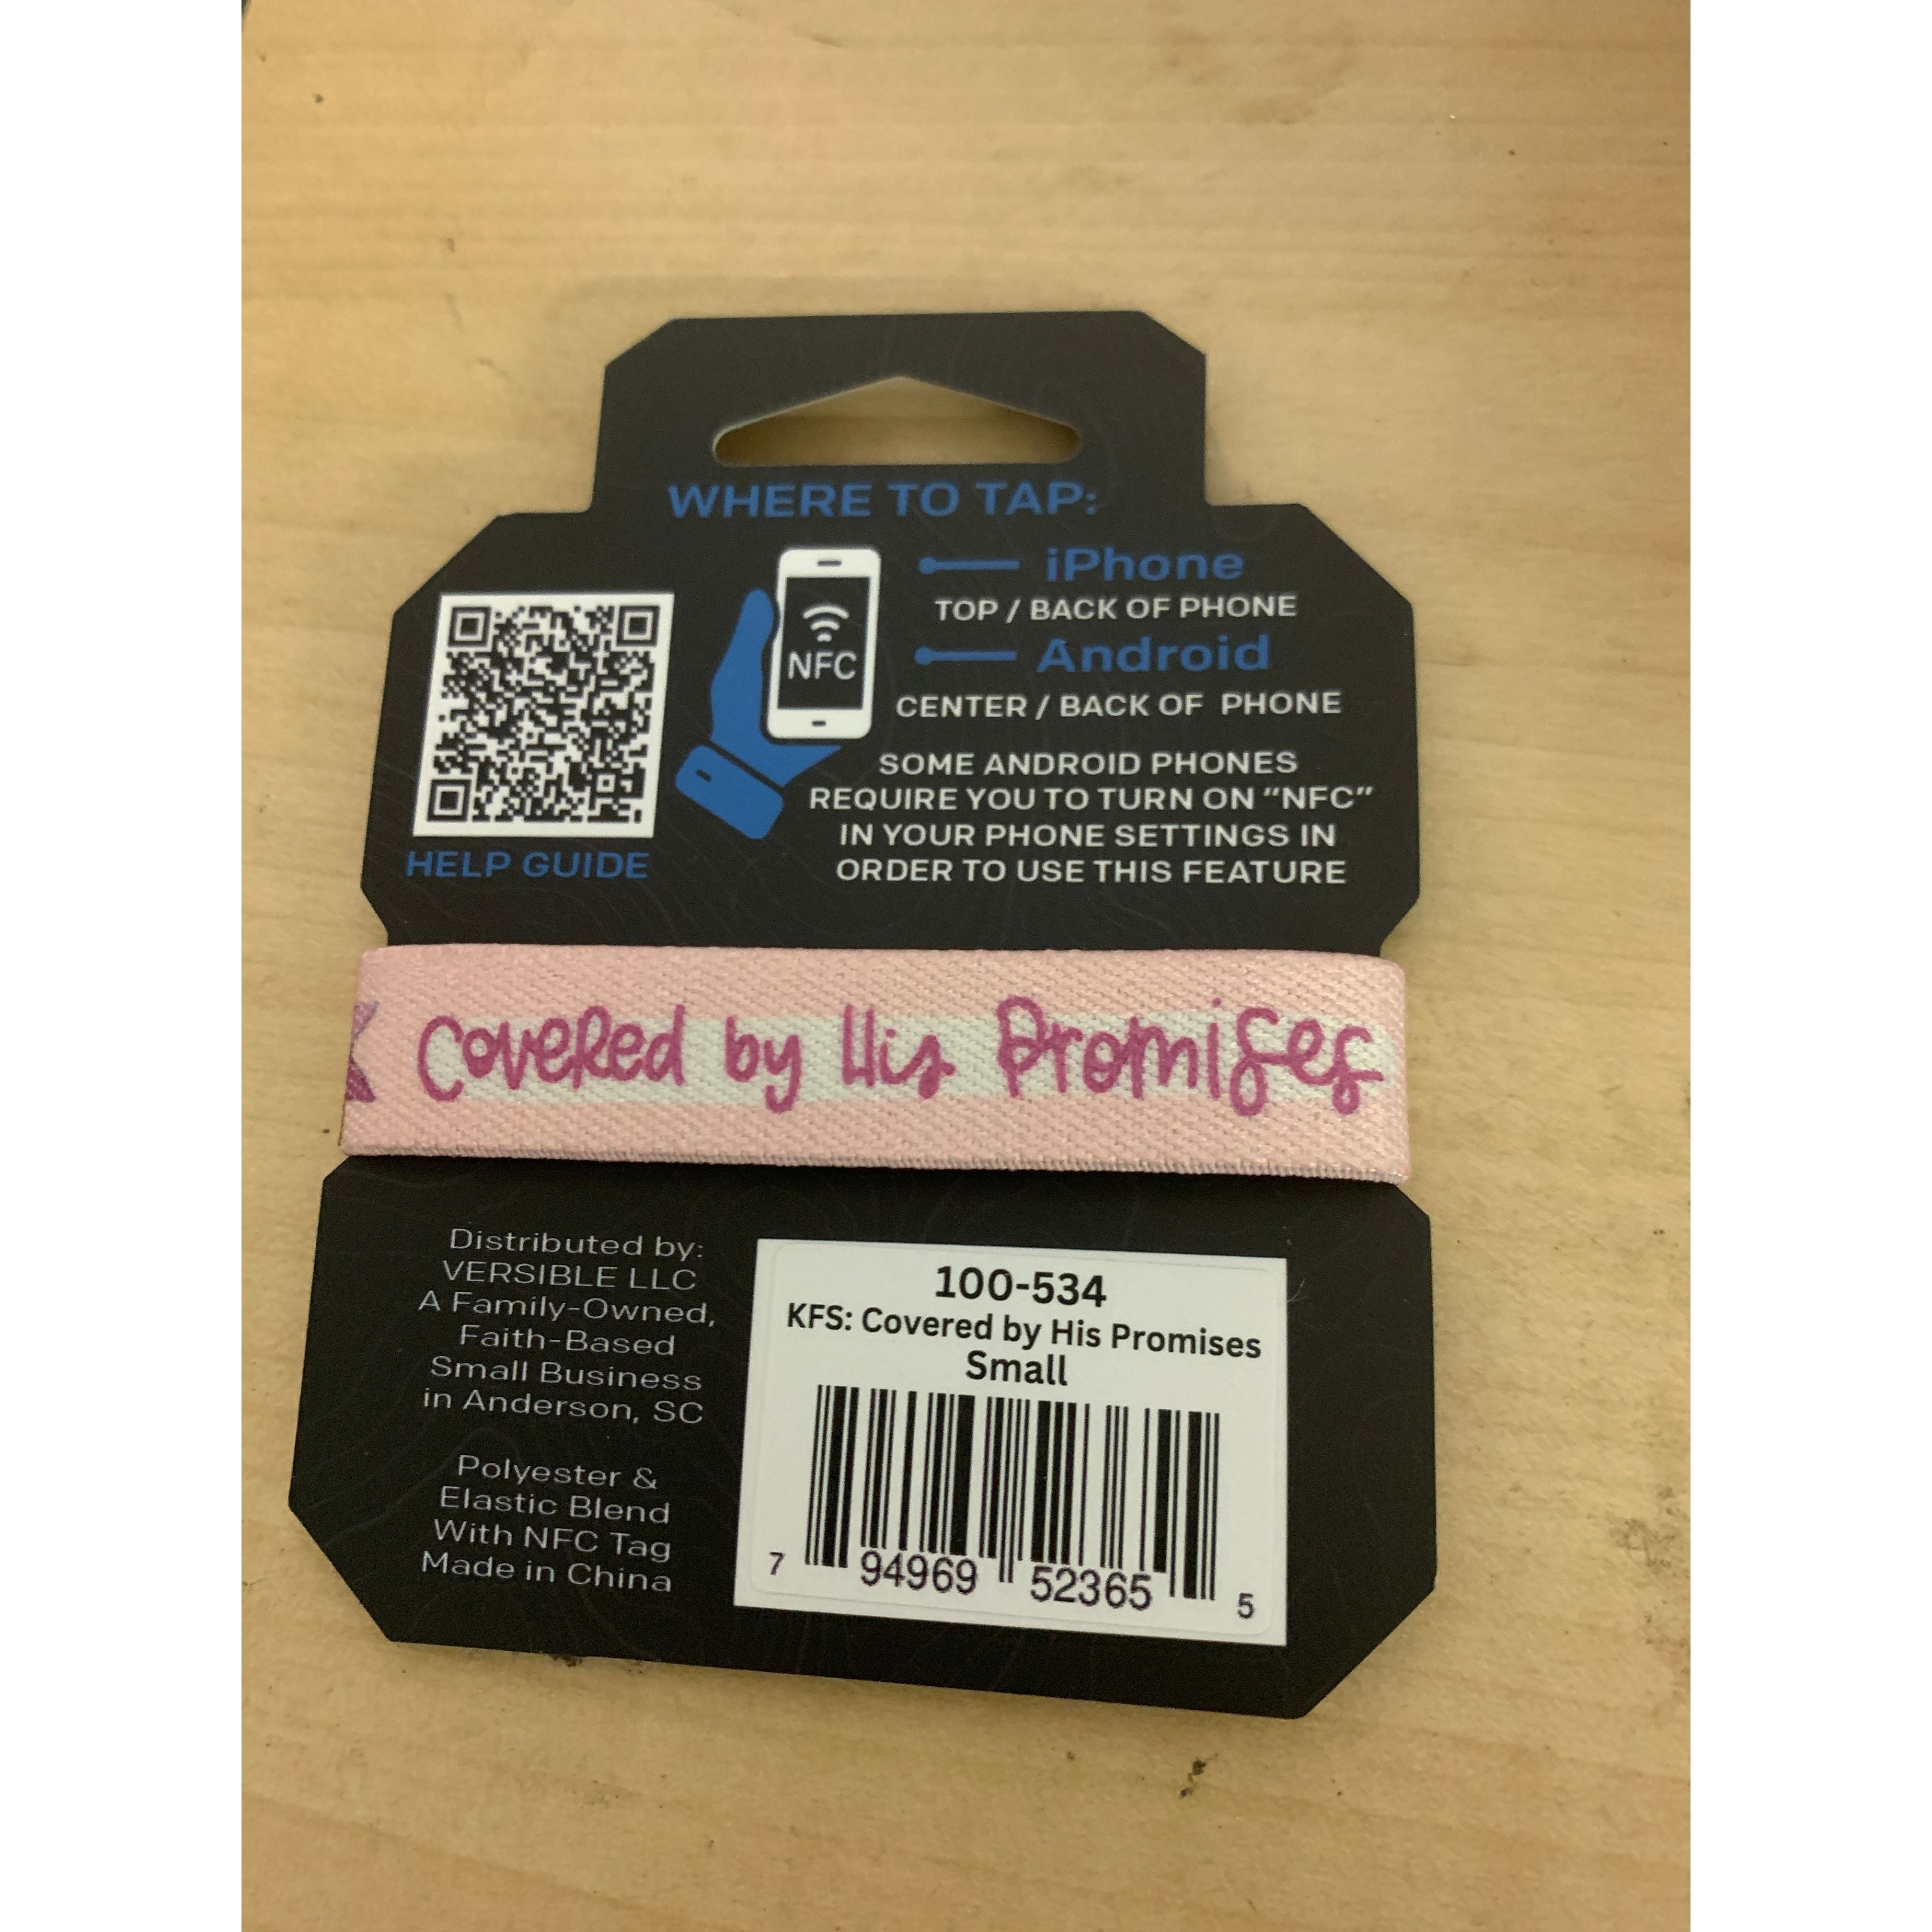 WHERE TO TAP:
iPhone
TOP / BACK OF PHONE
Android
CENTER / BACK OF PHONE
NFC
SOME ANDROID PHONES
REQUIRE YOU TO TURN ON “NFC”
IN YOUR PHONE SETTINGS IN
ORDER TO USE THIS FEATURE
HELP GUIDE
Covered by His Promises
Distributed by:
VERSIBLE LLC
A Family-Owned,
Faith-Based
Small Business
in Anderson, SC
Polyester &
Elastic Blend
With NFC Tag
Made in China
100-534
KFS: Covered by His Promises
Small
7 94969 52365 5